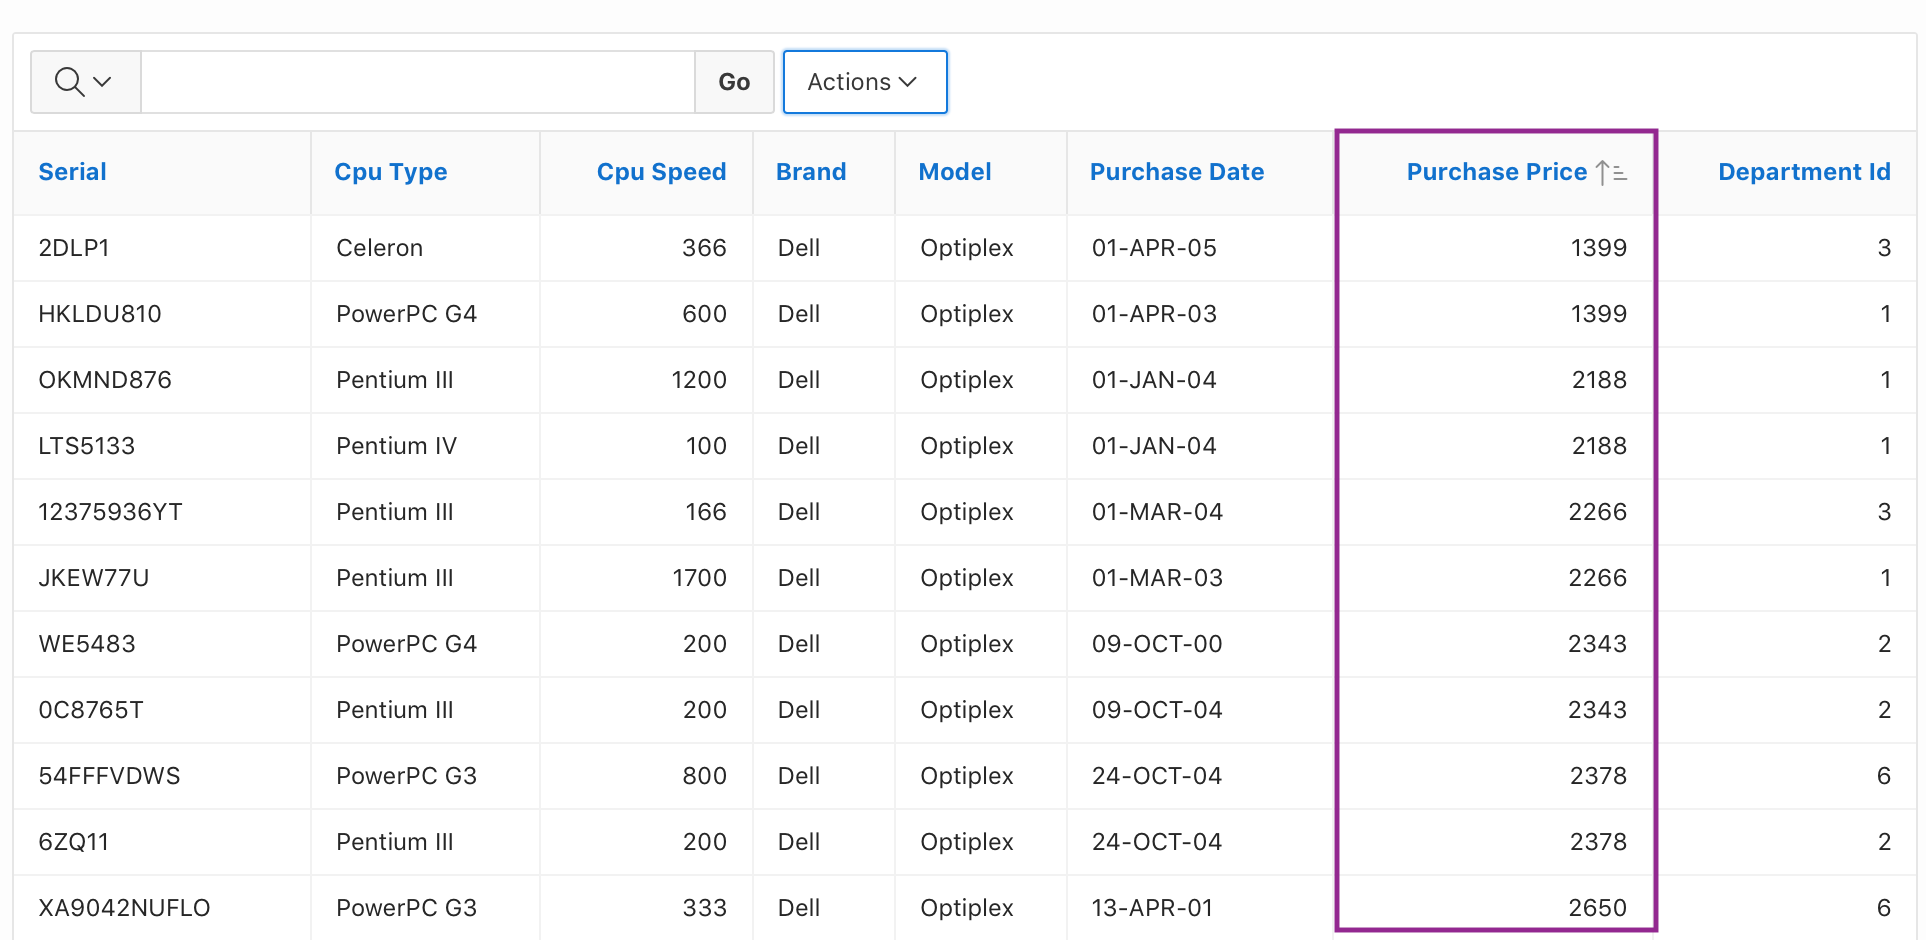 Go Actions
Serial Cpu Type Cpu Speed Brand Model Purchase Date Purchase Price Department Id
2DLP1 Celeron 366 Dell Optiplex 01-APR-05 1399 3
HKLDU810 PowerPC G4 600 Dell Optiplex 01-APR-03 1399 1
OKMND876 Pentium III 1200 Dell Optiplex 01-JAN-04 2188 1
LTS5133 Pentium IV 100 Dell Optiplex 01-JAN-04 2188 1
12375936YT Pentium III 166 Dell Optiplex 01-MAR-04 2266 3
JKEW77U Pentium III 1700 Dell Optiplex 01-MAR-03 2266 1
WE5483 PowerPC G4 200 Dell Optiplex 09-OCT-00 2343 2
0C8765T Pentium III 200 Dell Optiplex 09-OCT-04 2343 2
54FFFVDWS PowerPC G3 800 Dell Optiplex 24-OCT-04 2378 6
6ZQ11 Pentium III 200 Dell Optiplex 24-OCT-04 2378 2
XA9042NUFLO PowerPC G3 333 Dell Optiplex 13-APR-01 2650 6